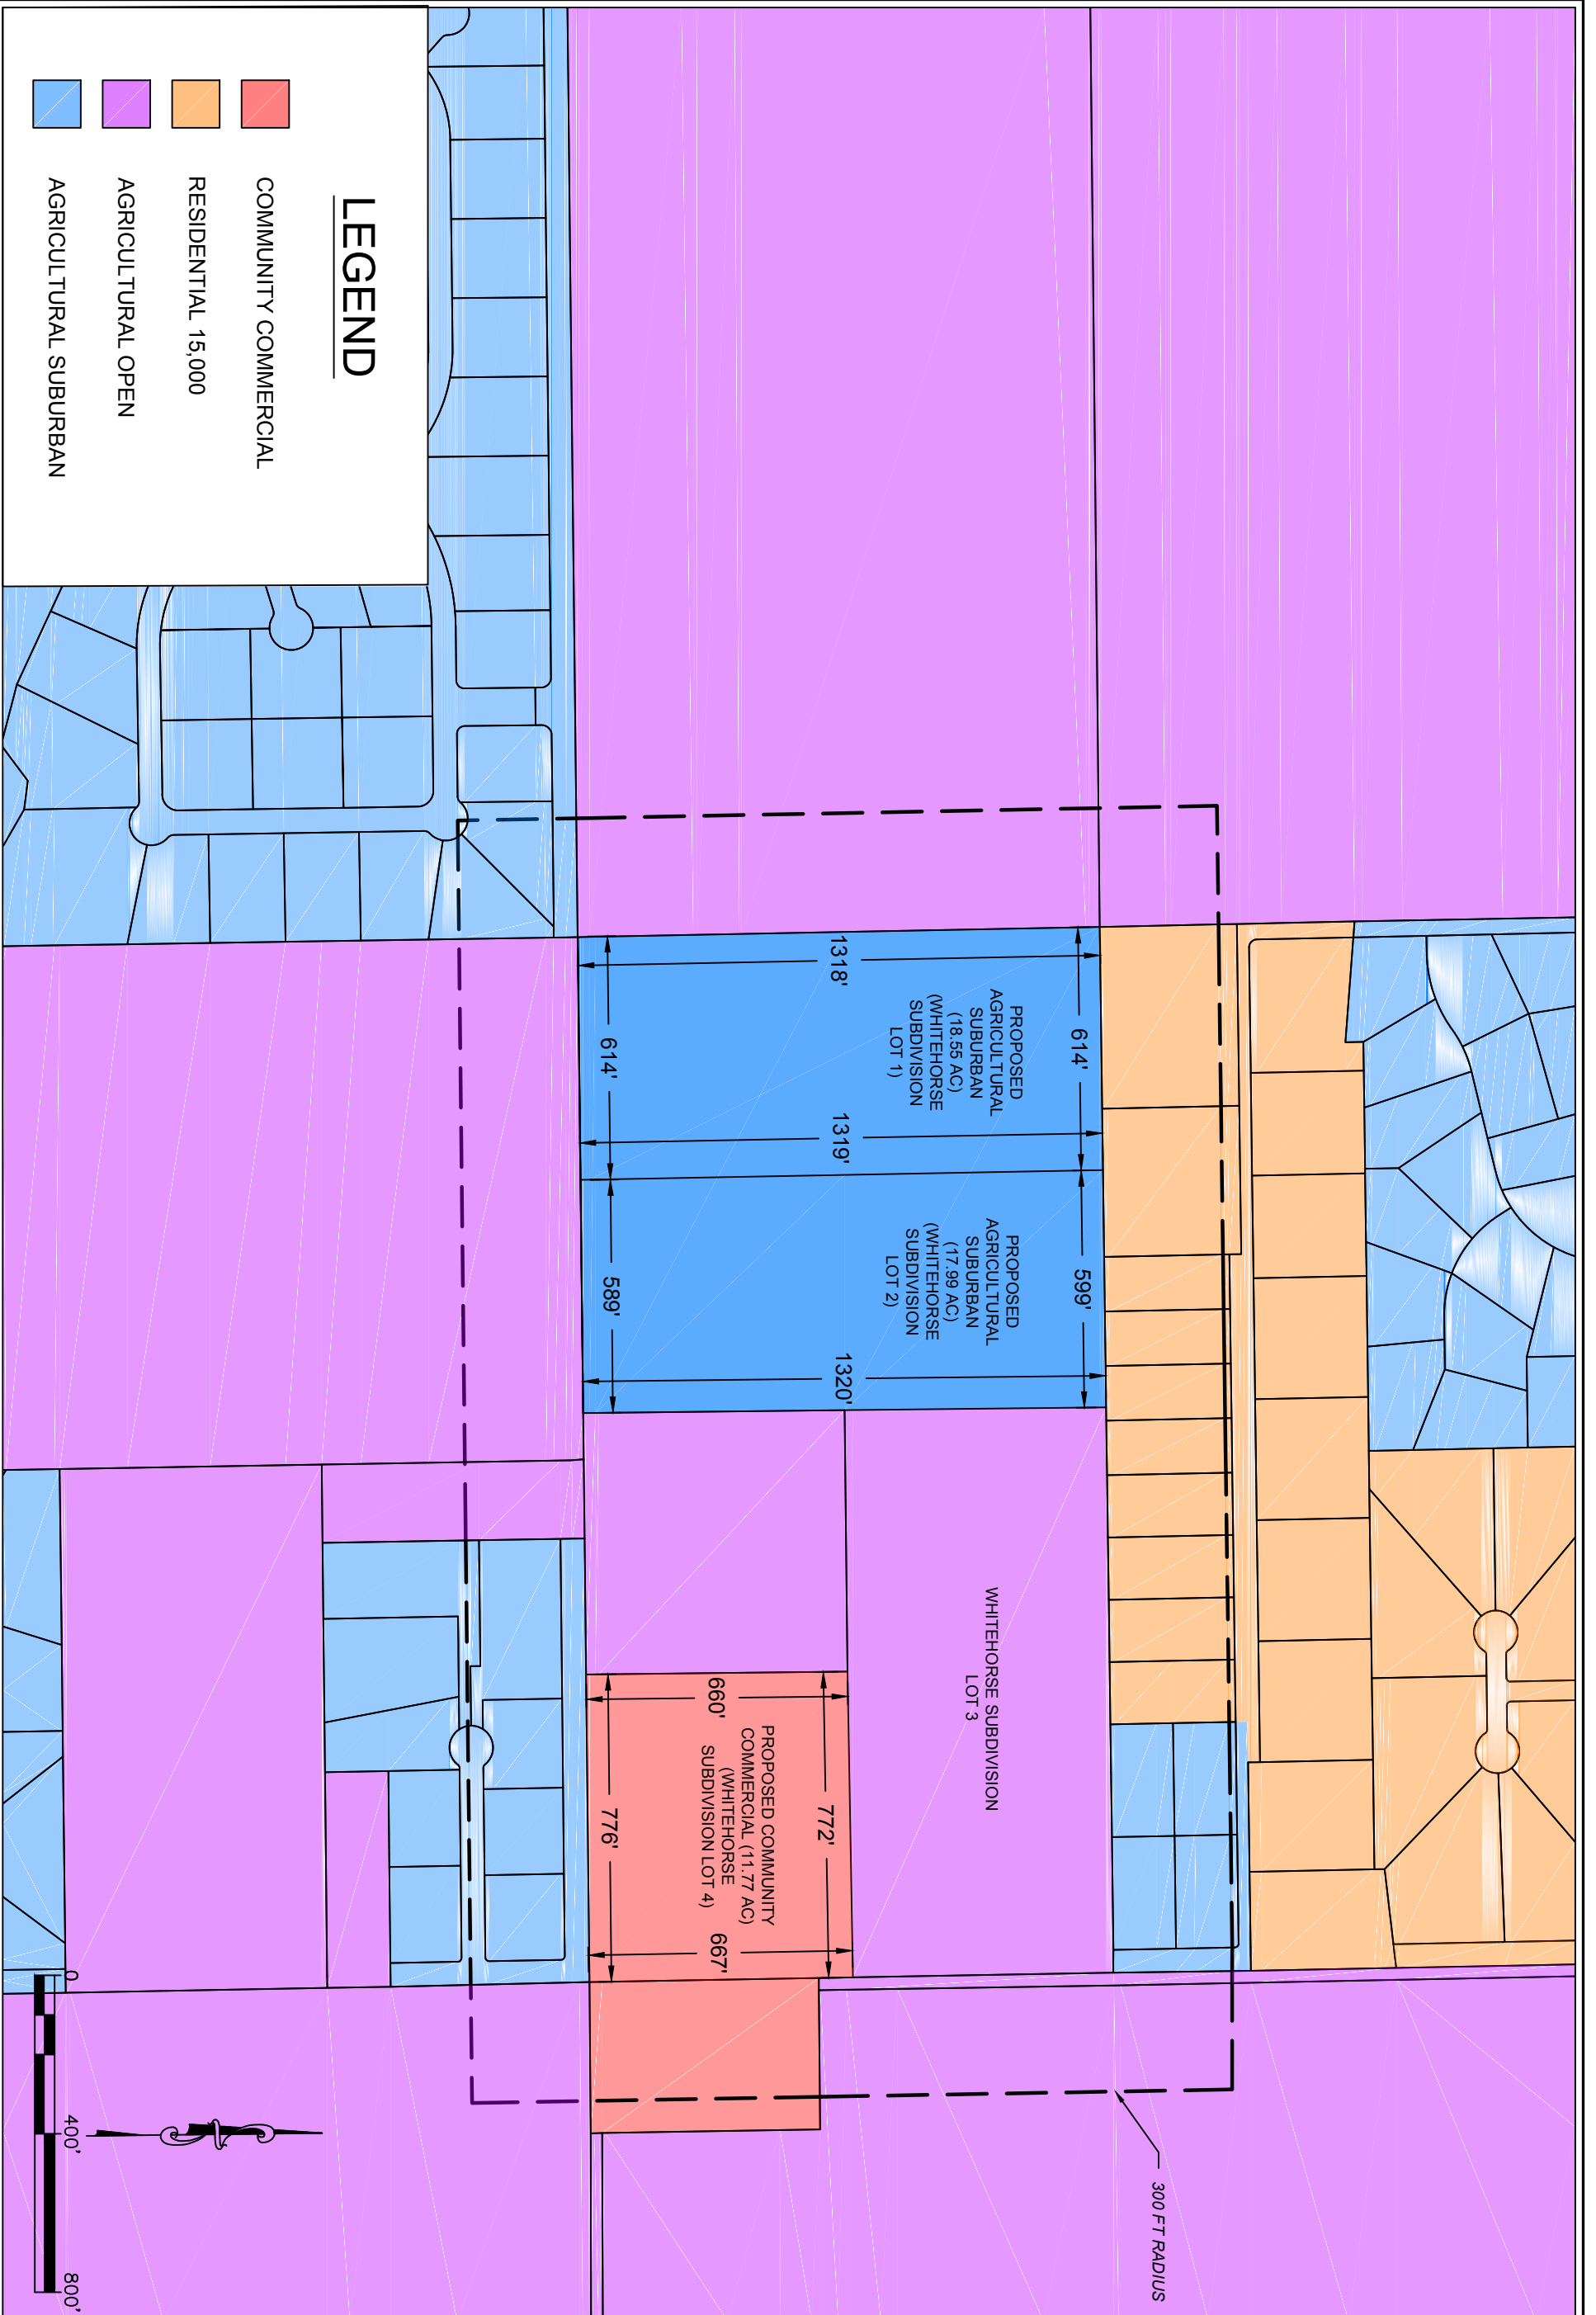 LEGEND
COMMUNITY COMMERCIAL
RESIDENTIAL 15,000
AGRICULTURAL OPEN
AGRICULTURAL SUBURBAN
614'
599'
1318'
PROPOSED
AGRICULTURAL
SUBURBAN
(18.55 AC)
(WHITEHORSE
SUBDIVISION
LOT 1)
1319'
PROPOSED
AGRICULTURAL
SUBURBAN
(17.99 AC)
(WHITEHORSE
SUBDIVISION
LOT 2)
1320'
614'
589'
WHITEHORSE SUBDIVISION
LOT 3
772'
660'
PROPOSED COMMUNITY
COMMERCIAL (11.77 AC)
(WHITEHORSE
SUBDIVISION LOT 4)
667'
776'
300 FT RADIUS
0
400'
800'